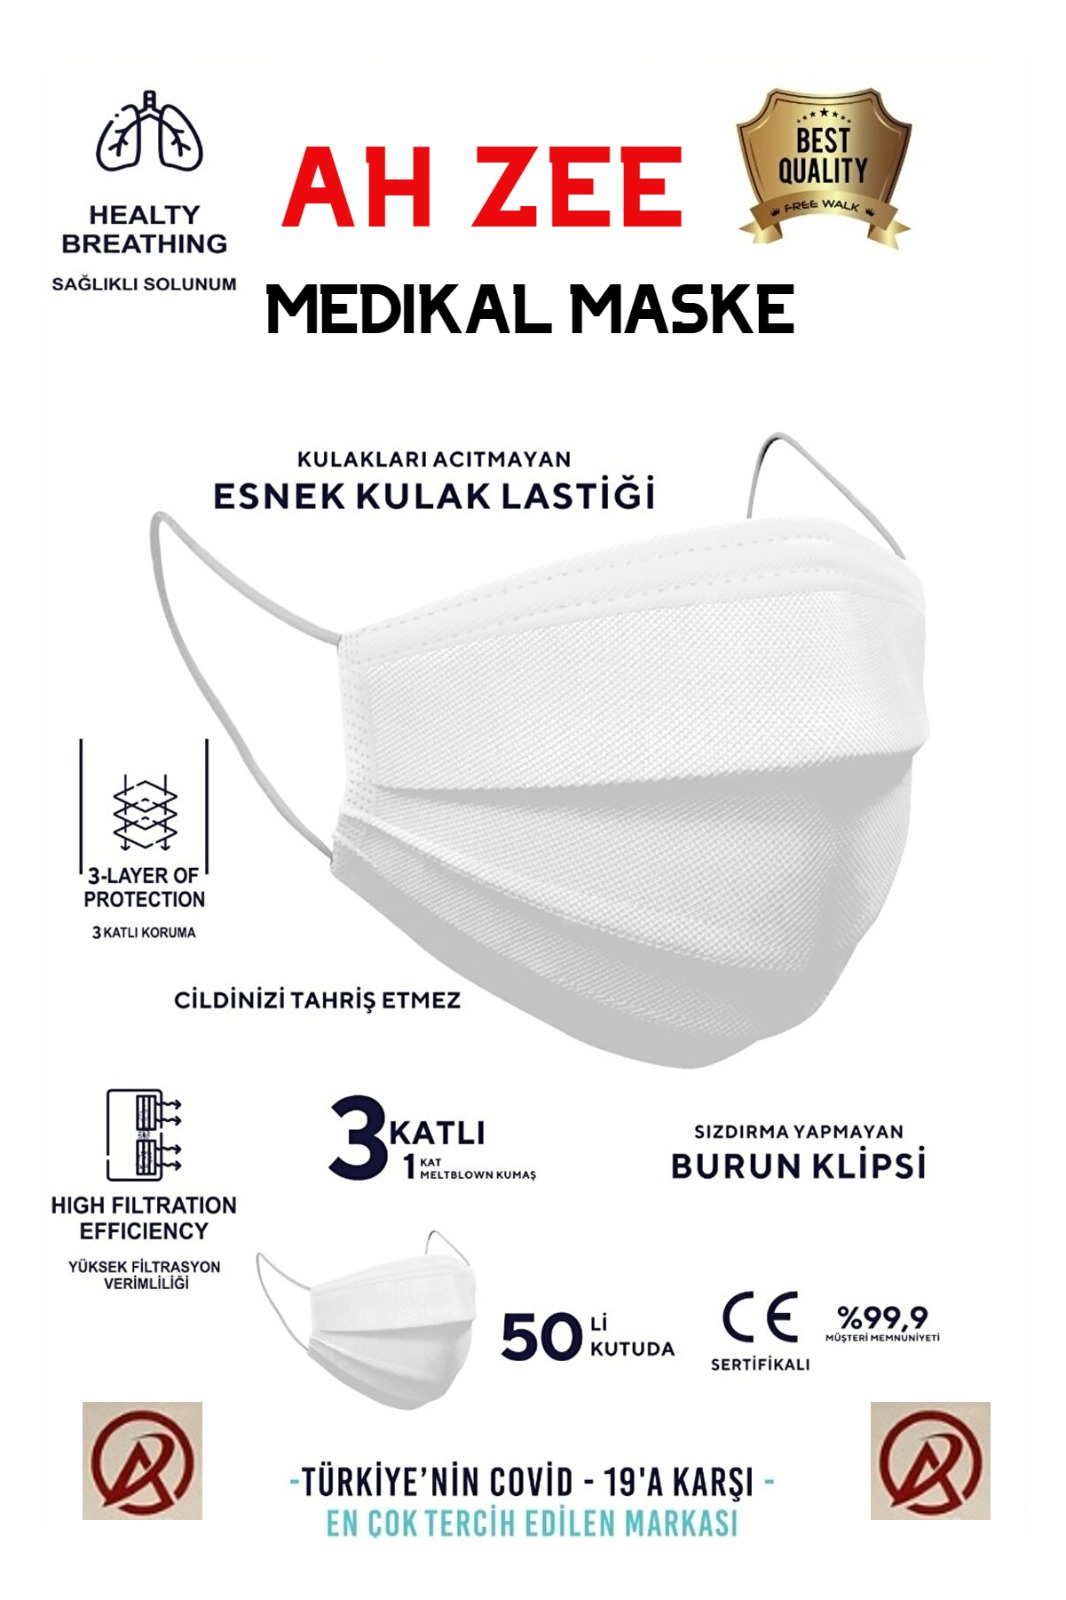 HEALTY
BREATHING
SAĞLIKLI SOLUNUM
AH ZEE
MEDIKAL MASKE
BEST
QUALITY
FREE WALK
KULAKLARI ACITMAYAN
ESNEK KULAK LASTİĞİ
3-LAYER OF
PROTECTION
3 KATLI KORUMA
CİLDİNİZİ TAHRİŞ ETMEZ
HIGH FILTRATION
EFFICIENCY
YÜKSEK FİLTRASYON
VERİMLİLİĞİ
3 KATLI
1 KAT
MELTBLOWN KUMAŞ
SIZDIRMA YAPMAYAN
BURUN KLİPSİ
50 Lİ
KUTUDA
CE
SERTİFİKALI
%99,9
MÜŞTERİ MEMNUNİYETİ
-TÜRKİYE'NİN COVİD - 19'A KARŞI -
EN ÇOK TERCİH EDİLEN MARKASI